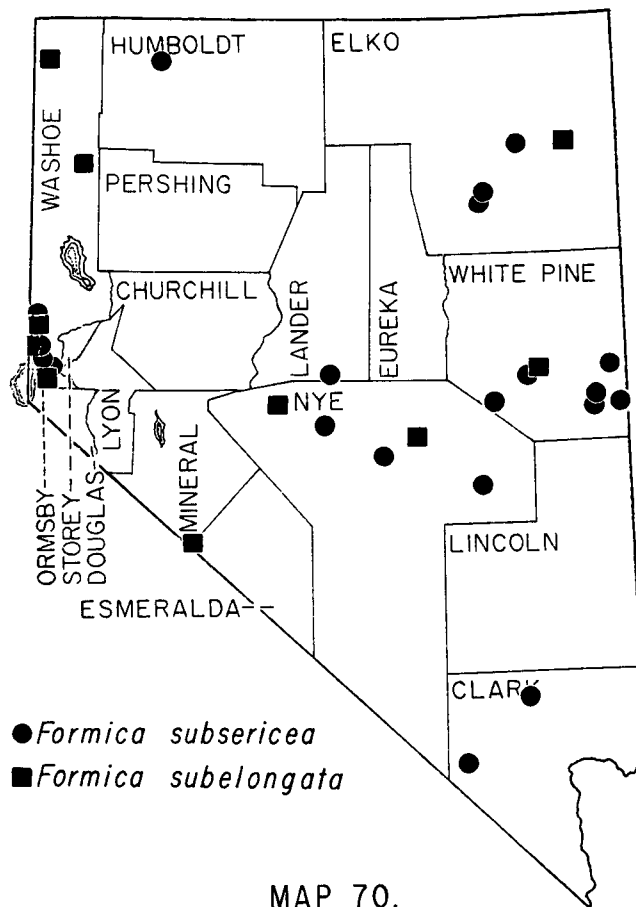 HUMBOLDT
ELKO
WASHOE
PERSHING
CHURCHILL
LANDER
EUREKA
WHITE PINE
NYE
LYON
MINERAL
ORMSBY
STOREY
DOUGLAS
LINCOLN
ESMERALDA
CLARK
Formica subsericea
Formica subelongata
MAP 70.